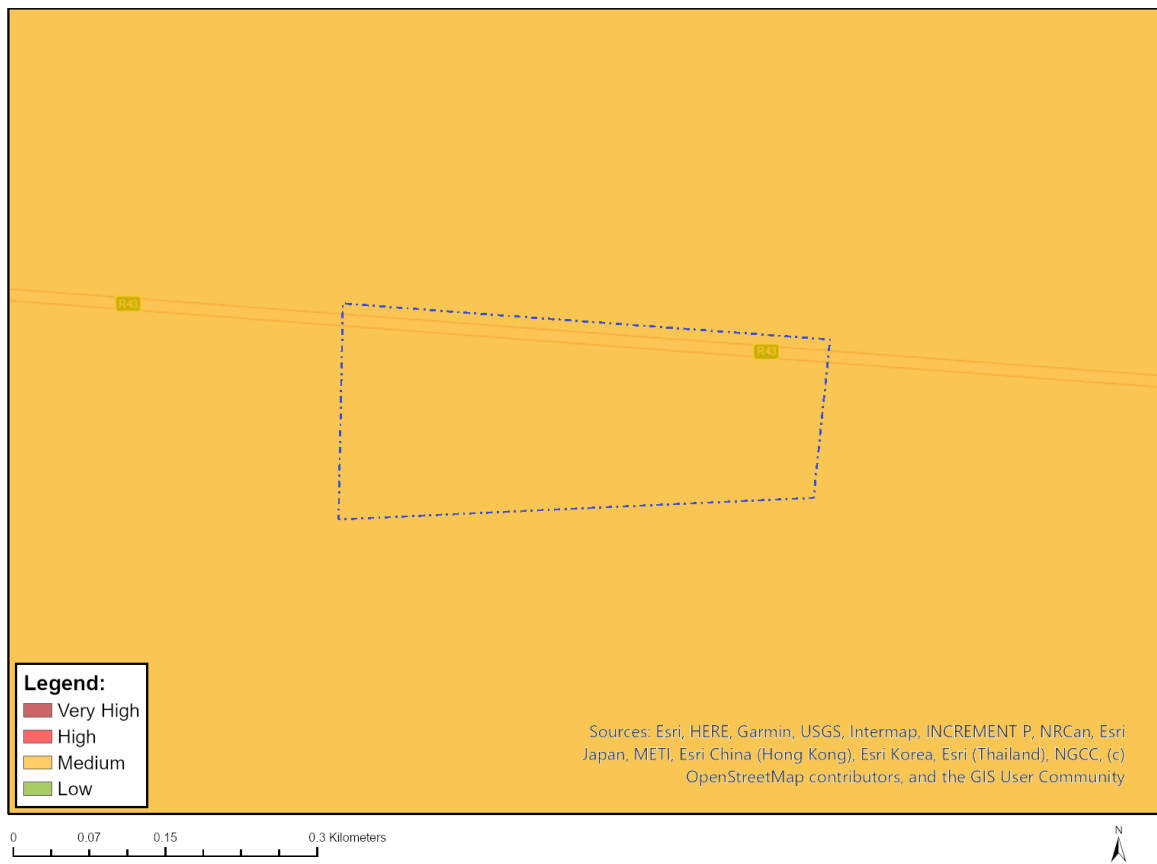 R43
R43
Legend:
Very High
High
Medium
Low
Sources: Esri, HERE, Garmin, USGS, Intermap, INCREMENT P, NRCan, Esri
Japan, METI, Esri China (Hong Kong), Esri Korea, Esri (Thailand), NGCC, (c)
OpenStreetMap contributors, and the GIS User Community
0 0.07 0.15 0.3 Kilometers
N